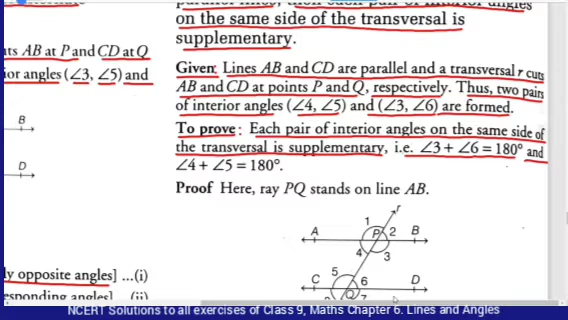 parallel lines, then each pair of interior angles
on the same side of the transversal is
supplementary.
Given: Lines AB and CD are parallel and a transversal r cuts
AB and CD at points P and Q, respectively. Thus, two pairs
of interior angles (∠4, ∠5) and (∠3, ∠6) are formed.
To prove : Each pair of interior angles on the same side of
the transversal is supplementary, i.e. ∠3 + ∠6 = 180° and
∠4 + ∠5 = 180°.
Proof Here, ray PQ stands on line AB.
r
1
A P 2 B
4 3
5 6
C Q D
7
AB at P and CD at Q
ior angles (∠3, ∠5) and
B
D
ly opposite angles] ...(i)
esponding angles] (ii)
NCERT Solutions to all exercises of Class 9, Maths Chapter 6. Lines and Angles